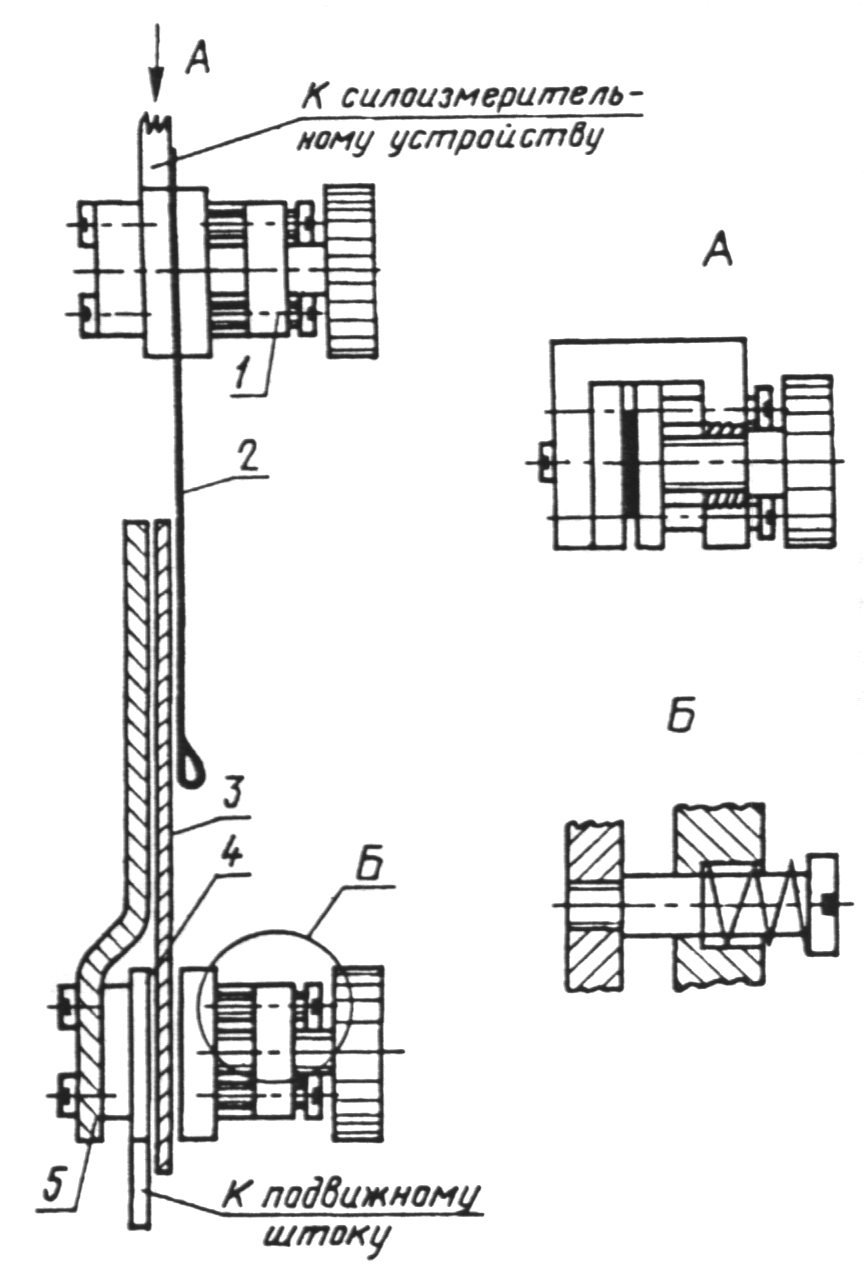 А
К силоизмеритель-
ному устройству
А
1
2
Б
3
4
Б
5
К подвижному
штоку